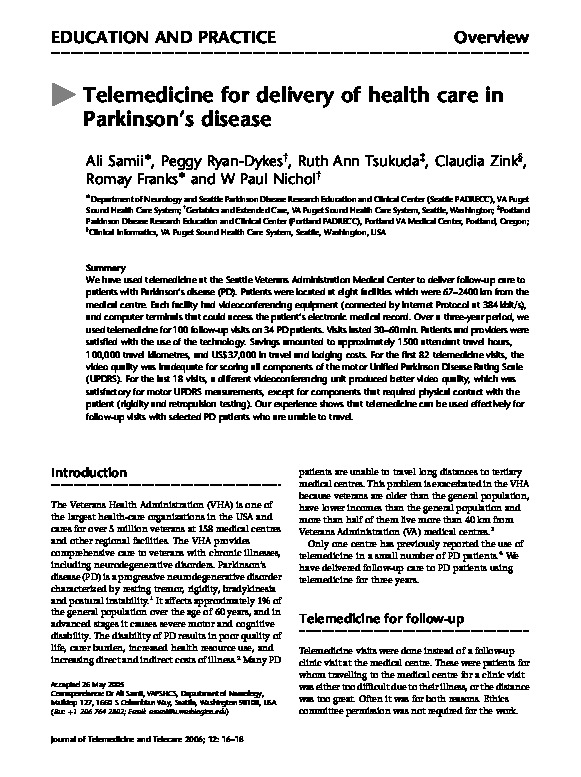 EDUCATION AND PRACTICE Overview
Telemedicine for delivery of health care in
Parkinson's disease
Ali Samii*, Peggy Ryan-Dykes†, Ruth Ann Tsukuda‡, Claudia Zink§,
Romay Franks* and W Paul Nichol†
*Department of Neurology and Seattle Parkinson Disease Research Education and Clinical Center (Seattle PADRECC), VA Puget
Sound Health Care System; †Geriatrics and Extended Care, VA Puget Sound Health Care System, Seattle, Washington; ‡Portland
Parkinson Disease Research Education and Clinical Center (Portland PADRECC), Portland VA Medical Center, Portland, Oregon;
§Clinical Informatics, VA Puget Sound Health Care System, Seattle, Washington, USA
Summary
We have used telemedicine at the Seattle Veterans Administration Medical Center to deliver follow-up care to
patients with Parkinson's disease (PD). Patients were located at eight facilities which were 67–2400 km from the
medical centre. Each facility had videoconferencing equipment (connected by Internet Protocol at 384 kbit/s),
and computer terminals that could access the patient's electronic medical record. Over a three-year period, we
used telemedicine for 100 follow-up visits on 34 PD patients. Visits lasted 30–60 min. Patients and providers were
satisfied with the use of the technology. Savings amounted to approximately 1500 attendant travel hours,
100,000 travel kilometres, and US$37,000 in travel and lodging costs. For the first 82 telemedicine visits, the
video quality was inadequate for scoring all components of the motor Unified Parkinson Disease Rating Scale
(UPDRS). For the last 18 visits, a different videoconferencing unit produced better video quality, which was
satisfactory for motor UPDRS measurements, except for components that required physical contact with the
patient (rigidity and retropulsion testing). Our experience shows that telemedicine can be used effectively for
follow-up visits with selected PD patients who are unable to travel.
Introduction
The Veterans Health Administration (VHA) is one of
the largest health-care organizations in the USA and
cares for over 5 million veterans at 158 medical centres
and other regional facilities. The VHA provides
comprehensive care to veterans with chronic illnesses,
including neurodegenerative disorders. Parkinson's
disease (PD) is a progressive neurodegenerative disorder
characterized by resting tremor, rigidity, bradykinesia
and postural instability.1 It affects approximately 1% of
the general population over the age of 60 years, and in
advanced stages it causes severe motor and cognitive
disability. The disability of PD results in poor quality of
life, carer burden, increased health resource use, and
increasing direct and indirect costs of illness.2 Many PD
Accepted 26 May 2005
Correspondence: Dr Ali Samii, VAPSHCS, Department of Neurology,
Mailstop 127, 1660 S Columbian Way, Seattle, Washington 98108, USA
(Fax: +1 206 764 2802; Email: asamii@u.washington.edu)
patients are unable to travel long distances to tertiary
medical centres. This problem is exacerbated in the VHA
because veterans are older than the general population,
have lower incomes than the general population and
more than half of them live more than 40 km from
Veterans Administration (VA) medical centres.3
Only one centre has previously reported the use of
telemedicine in a small number of PD patients.4 We
have delivered follow-up care to PD patients using
telemedicine for three years.
Telemedicine for follow-up
Telemedicine visits were done instead of a follow-up
clinic visit at the medical centre. These were patients for
whom travelling to the medical centre for a clinic visit
was either too difficult due to their illness, or the distance
was too great. Often it was for both reasons. Ethics
committee permission was not required for the work.
Journal of Telemedicine and Telecare 2006; 12: 16–18